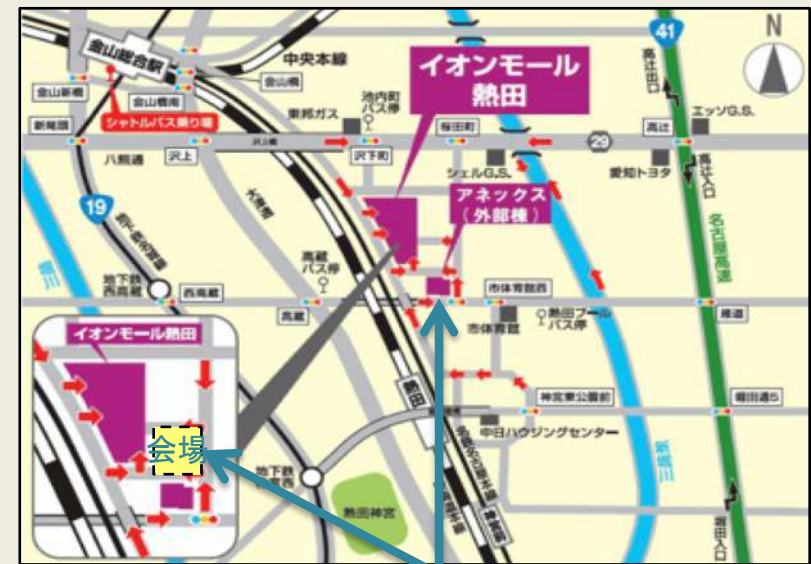 41
N
金山総合駅
中央本線
イオンモール
熱田
高辻出口
エッソG.S.
金山新橋
金山橋南
金山橋
シャトルバス乗り場
東邦ガス
池内町
バス停
桜田町
高辻
新尾頭
八熊通
沢上
沢上橋
沢下町
29
シェルG.S.
愛知トヨタ
高辻入口
アネックス
(外部棟)
19
大津通
名古屋高速
堀川
地下鉄
西高蔵
西高蔵
高蔵
バス停
高蔵
市体育館西
市体育館
熱田プール
バス停
雁道
イオンモール熱田
会場
熱田
神宮東公園前
堀田通5
中日ハウジングセンター
地下鉄
熱田神宮
堀田入口